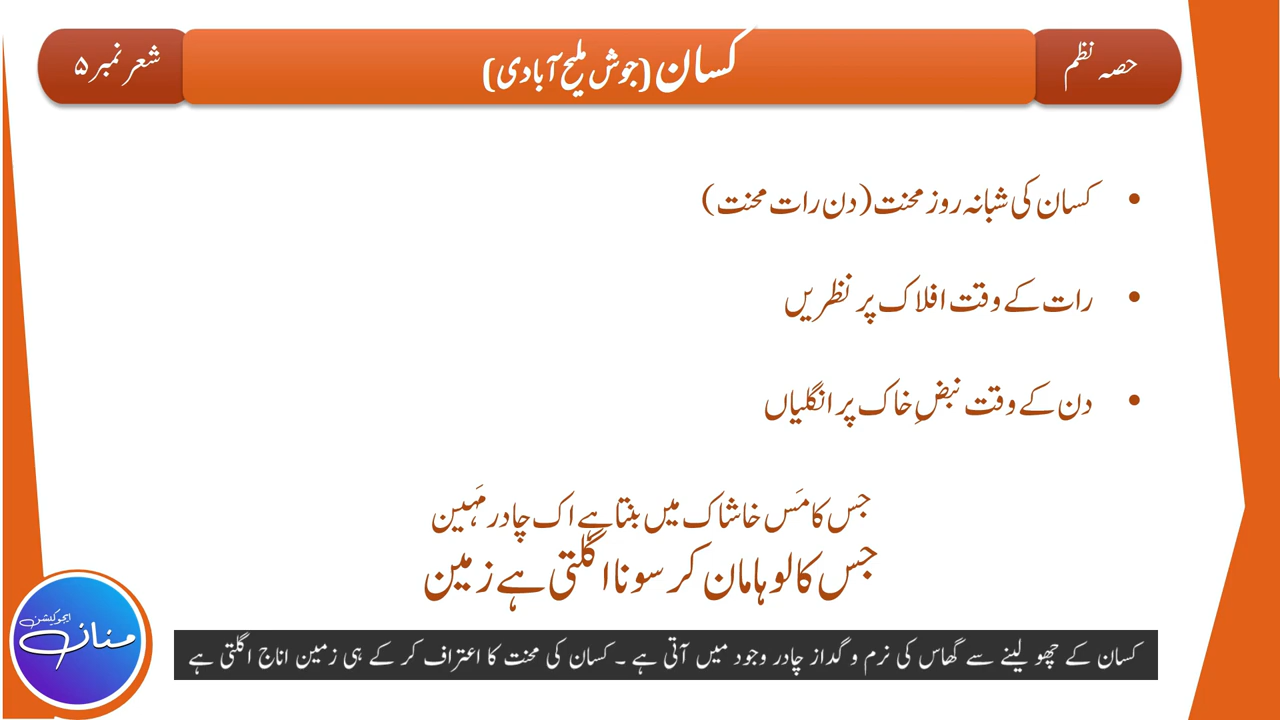 حصہ نظم
کسان (جوش ملیح آبادی)
شعر نمبر ۵
• کسان کی شبانہ روز محنت (دن رات محنت)
• رات کے وقت افلاک پر نظریں
• دن کے وقت نبضِ خاک پر انگلیاں
جس کا مَس خاشاک میں بنتا ہے اک چادر مَہین
جس کا لوہا مان کر سونا اگلتی ہے زمین
کسان کے چھو لینے سے گھاس کی نرم و گداز چادر وجود میں آتی ہے ۔ کسان کی محنت کا اعتراف کر کے ہی زمین اناج اگلتی ہے
ایجوکیشن
منان